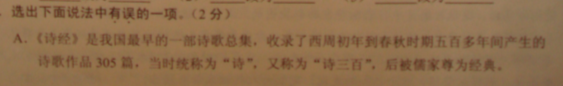 选出下面说法中有误的一项。(2分)
A.《诗经》是我国最早的一部诗歌总集，收录了西周初年到春秋时期五百多年间产生的
诗歌作品 305 篇，当时统称为“诗”，又称为“诗三百”，后被儒家尊为经典。